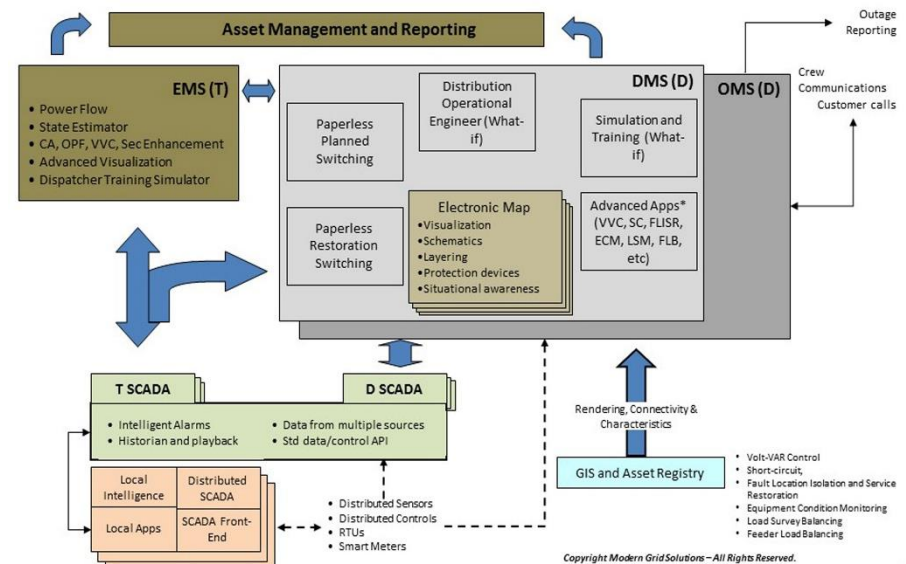 Asset Management and Reporting
Outage
Reporting
Crew
Communications
Customer calls
EMS (T)
• Power Flow
• State Estimator
• CA, OPF, VVC, Sec Enhancement
• Advanced Visualization
• Dispatcher Training Simulator
DMS (D)
OMS (D)
Paperless
Planned
Switching
Distribution
Operational
Engineer (What-
if)
Simulation and
Training (What-
if)
Paperless
Restoration
Switching
Electronic Map
•Visualization
•Schematics
•Layering
•Protection devices
•Situational awareness
Advanced Apps*
(VVC, SC, FLISR,
ECM, LSM, FLB,
etc)
T SCADA
D SCADA
• Intelligent Alarms
• Historian and playback
• Data from multiple sources
• Std data/control API
Rendering, Connectivity &
Characteristics
GIS and Asset Registry
• Volt-VAR Control
• Short-circuit,
• Fault Location Isolation and Service
Restoration
• Equipment Condition Monitoring
• Load Survey Balancing
• Feeder Load Balancing
Local
Intelligence
Distributed
SCADA
Local Apps
SCADA Front-
End
• Distributed Sensors
• Distributed Controls
• RTUs
• Smart Meters
Copyright Modern Grid Solutions – All Rights Reserved.